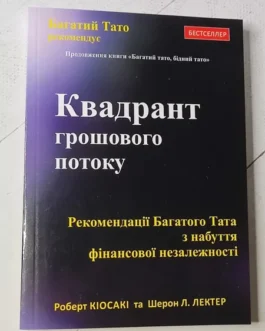 Багатий Тато
рекомендує
БЕСТСЕЛЛЕР
Продовження книги «Багатий тато, бідний тато»
Квадрант
грошового
потоку
Рекомендації Багатого Тата
з набуття
фінансової незалежності
Роберт КІОСАКІ та Шерон Л. ЛЕКТЕР